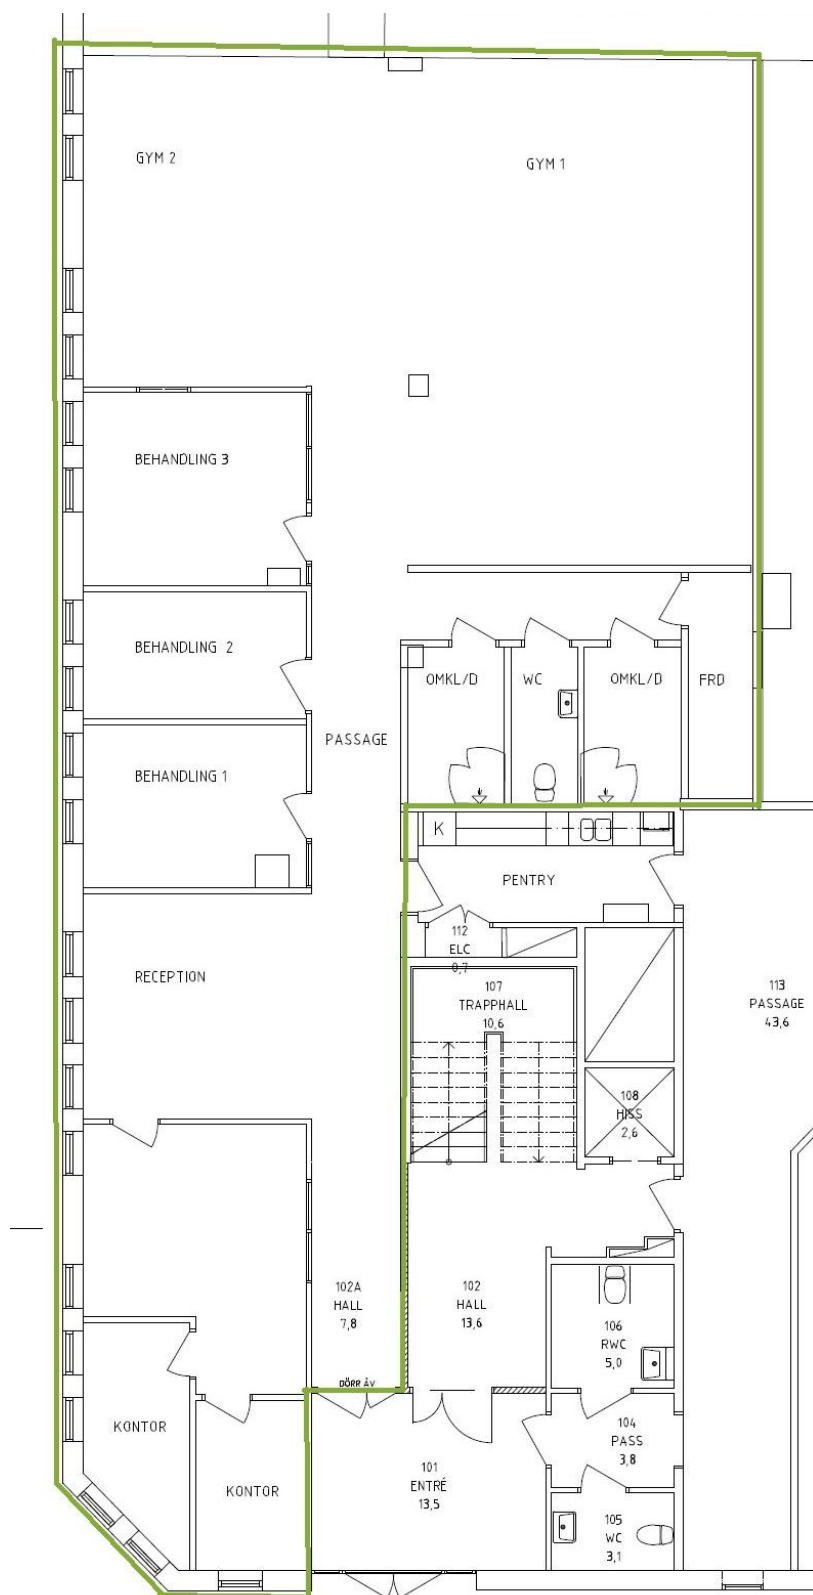 GYM 2
GYM 1
BEHANDLING 3
BEHANDLING 2
OMKL/D
WC
OMKL/D
FRD
PASSAGE
BEHANDLING 1
K
PENTRY
112
ELC
0,7
RECEPTION
107
TRAPPHALL
10,6
113
PASSAGE
43,6
108
HISS
2,6
102A
HALL
7,8
102
HALL
13,6
106
RWC
5,0
DÖRR ÅV
KONTOR
104
PASS
3,8
101
ENTRÉ
13,5
KONTOR
105
WC
3,1